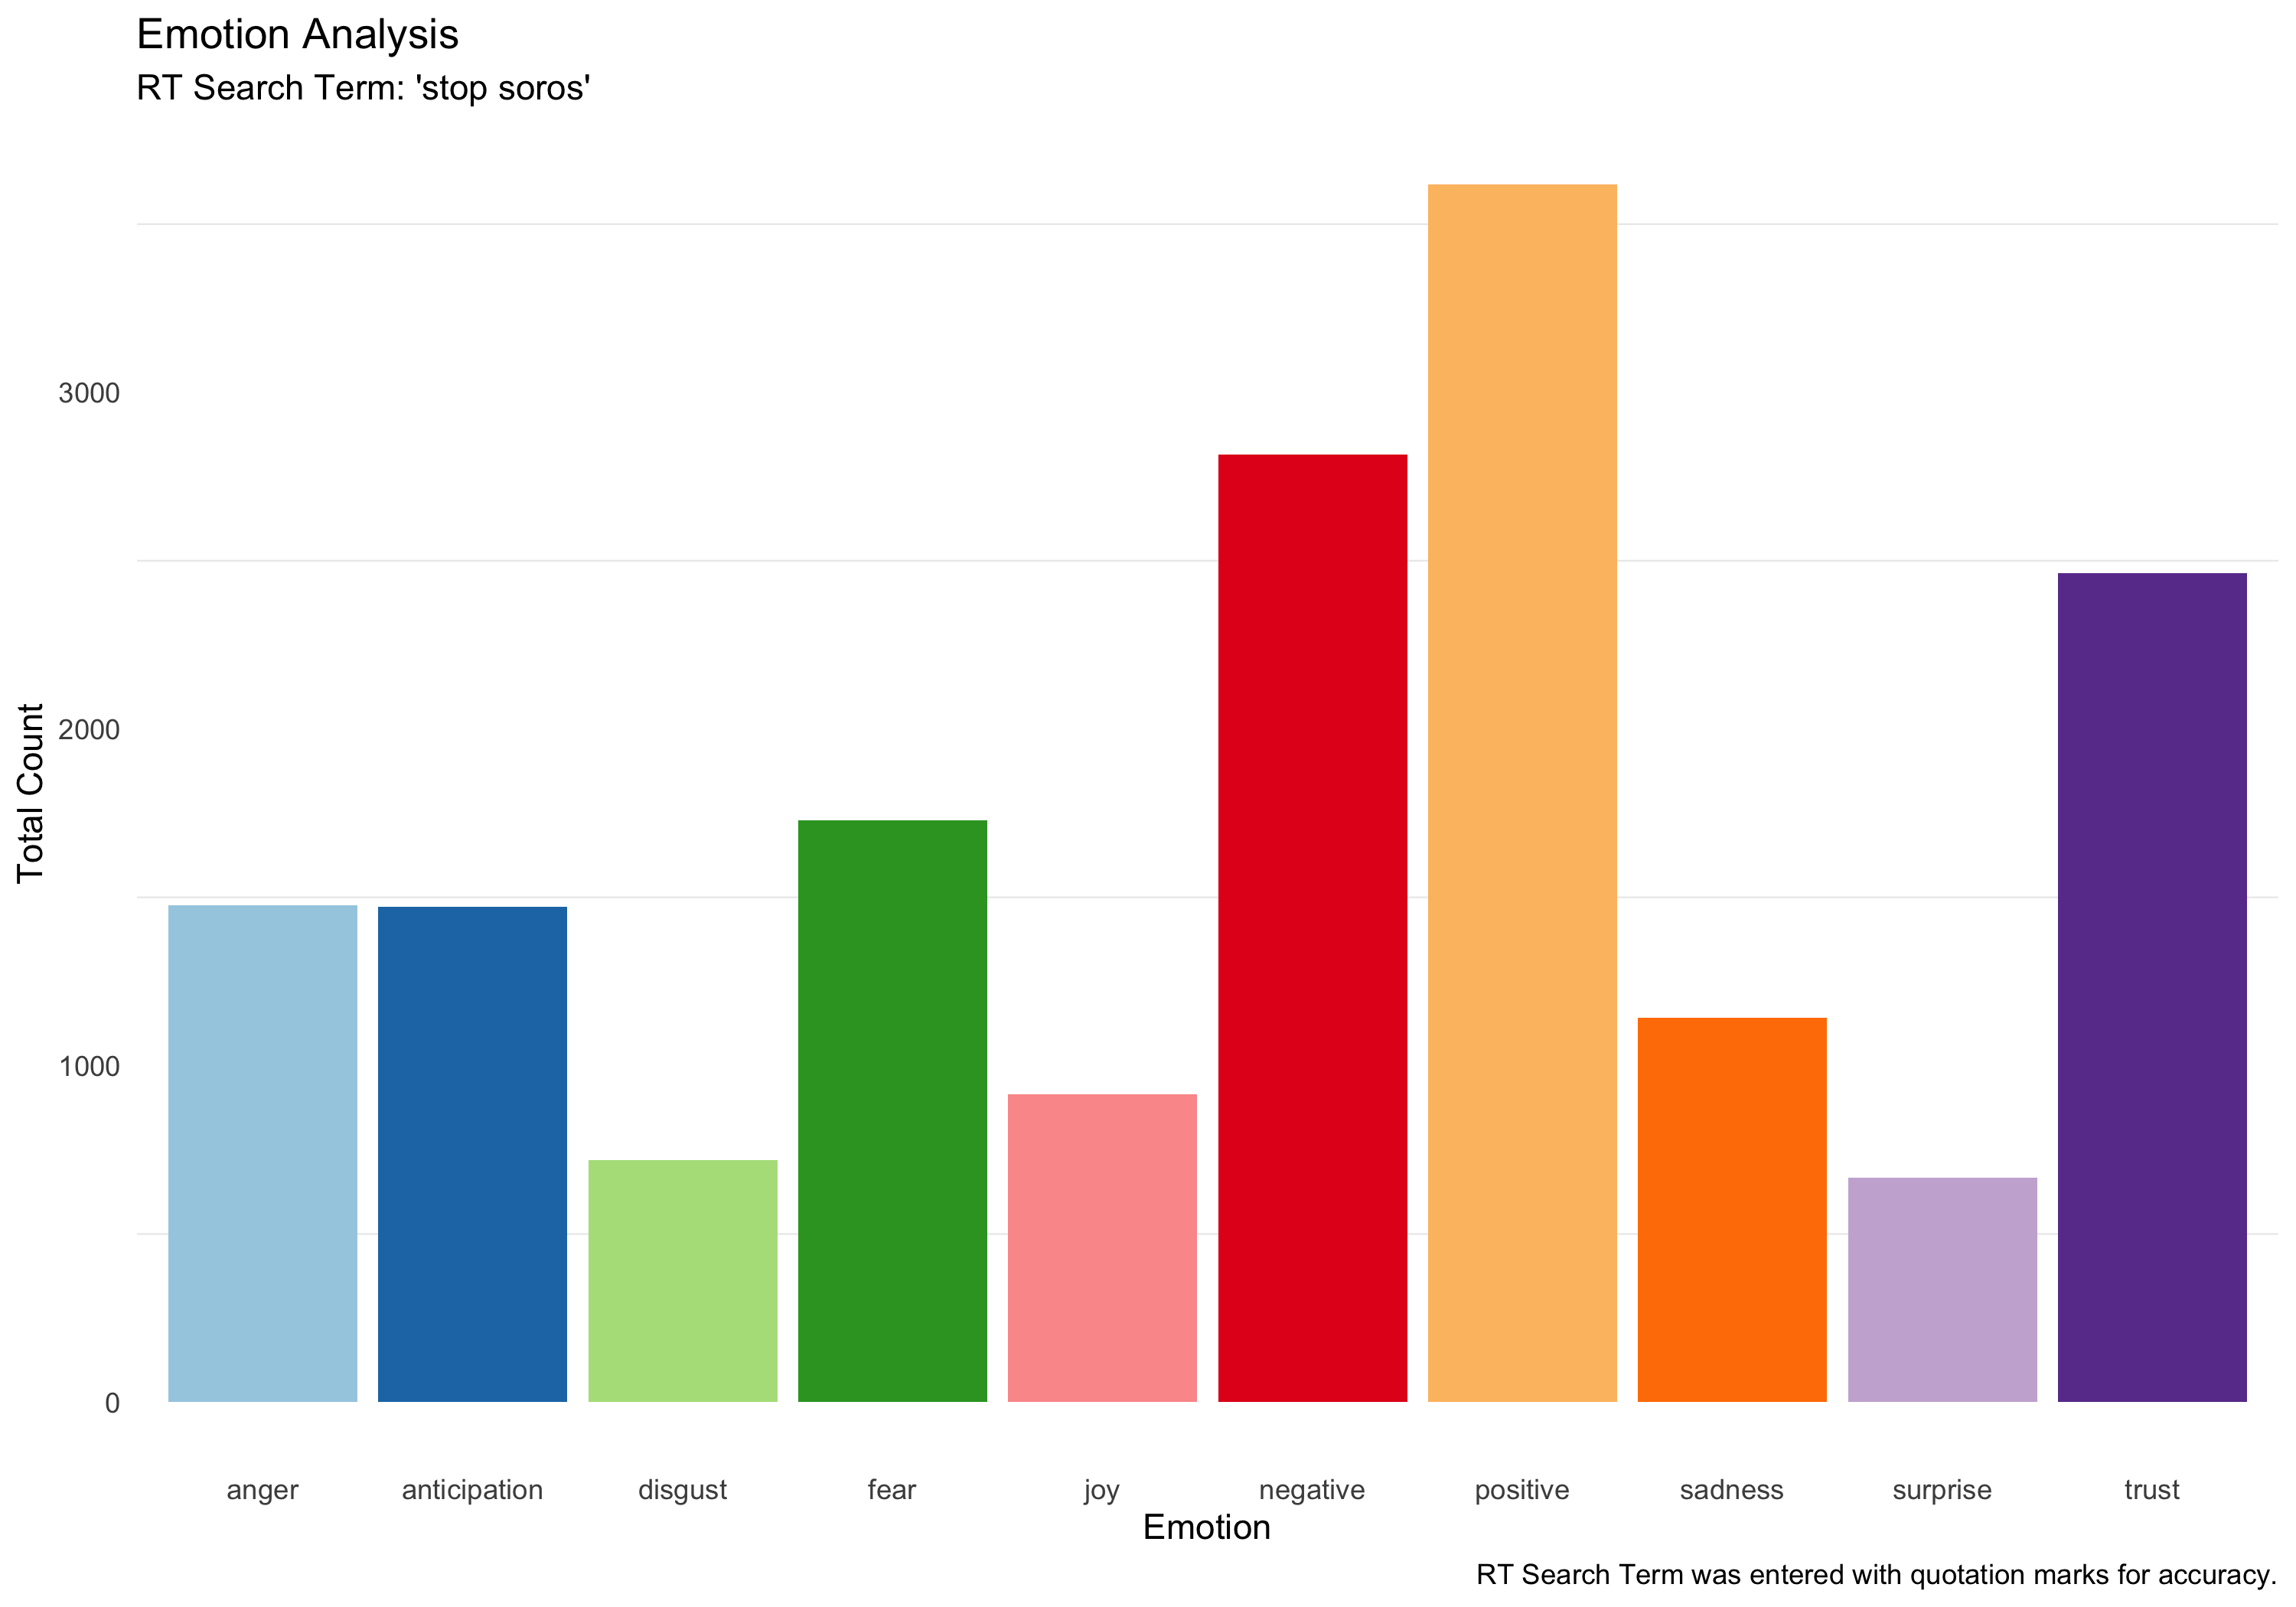 Emotion Analysis
RT Search Term: 'stop soros'
3000
2000
1000
0
Total Count
anger anticipation disgust fear joy negative positive sadness surprise trust
Emotion
RT Search Term was entered with quotation marks for accuracy.